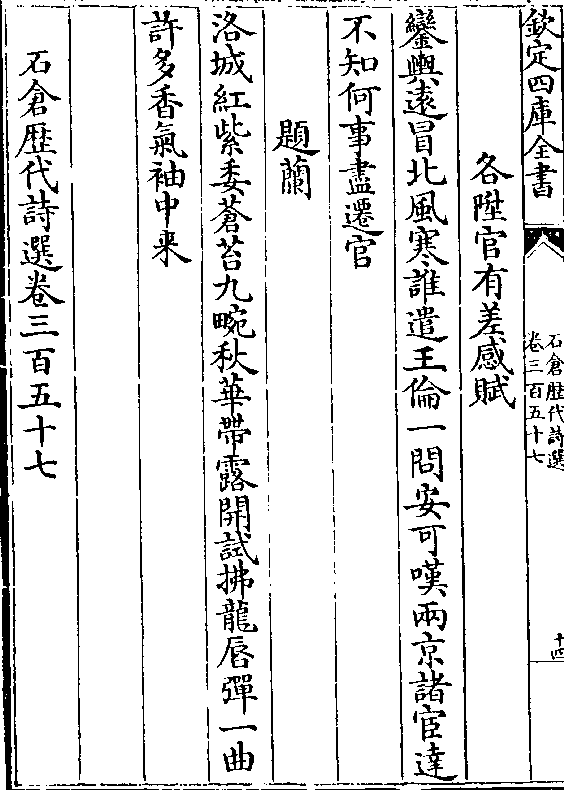 欽定四庫全書
石倉歴代詩選
卷三百五十七
十四
各陞官有差感賦
鑾輿遠冒北風寒誰遣王倫一問安可嘆兩京諸宦達
不知何事盡遷官
題蘭
洛城紅紫委蒼苔九畹秋華帶露開試拂龍唇彈一曲
許多香氣袖中来
石倉歴代詩選卷三百五十七